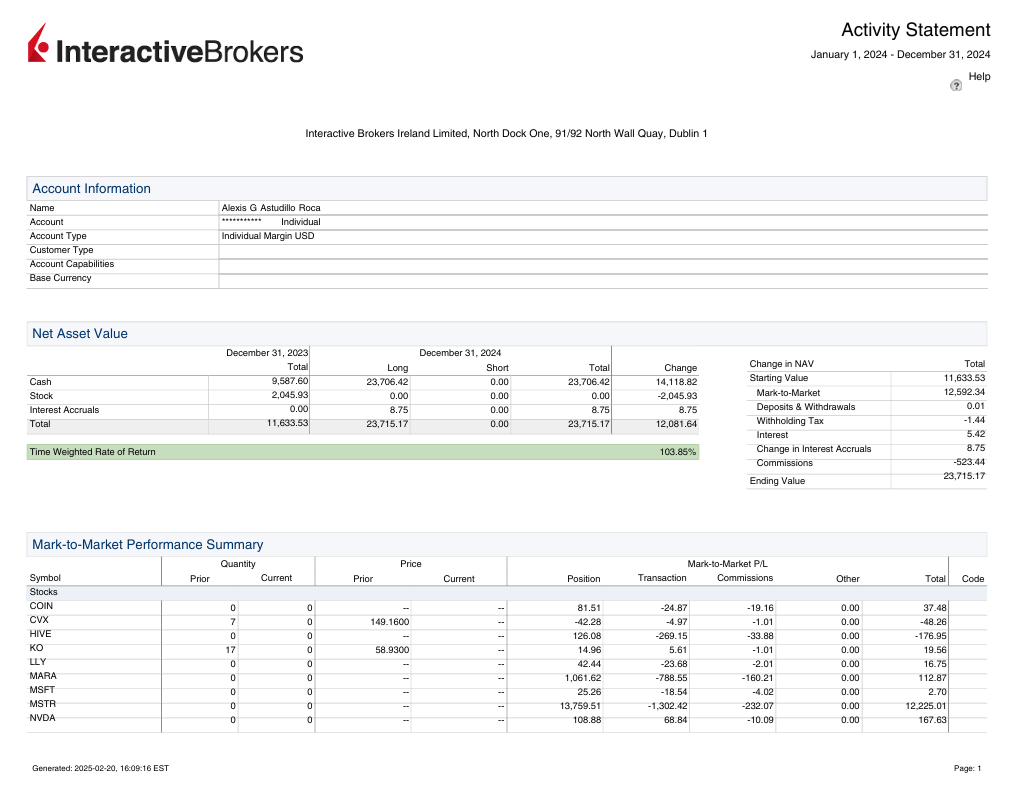 InteractiveBrokers
Activity Statement
January 1, 2024 - December 31, 2024
Help
?
Interactive Brokers Ireland Limited, North Dock One, 91/92 North Wall Quay, Dublin 1
Account Information
Name Alexis G Astudillo Roca
Account *********** Individual
Account Type Individual Margin USD
Customer Type
Account Capabilities
Base Currency
Net Asset Value
December 31, 2023 December 31, 2024
Total Long Short Total Change
Cash 9,587.60 23,706.42 0.00 23,706.42 14,118.82
Stock 2,045.93 0.00 0.00 0.00 -2,045.93
Interest Accruals 0.00 8.75 0.00 8.75 8.75
Total 11,633.53 23,715.17 0.00 23,715.17 12,081.64
Time Weighted Rate of Return 103.85%
Change in NAV Total
Starting Value 11,633.53
Mark-to-Market 12,592.34
Deposits & Withdrawals 0.01
Withholding Tax -1.44
Interest 5.42
Change in Interest Accruals 8.75
Commissions -523.44
Ending Value 23,715.17
Mark-to-Market Performance Summary
Quantity Price Mark-to-Market P/L
Symbol Prior Current Prior Current Position Transaction Commissions Other Total Code
Stocks
COIN 0 0 -- -- 81.51 -24.87 -19.16 0.00 37.48
CVX 7 0 149.1600 -- -42.28 -4.97 -1.01 0.00 -48.26
HIVE 0 0 -- -- 126.08 -269.15 -33.88 0.00 -176.95
KO 17 0 58.9300 -- 14.96 5.61 -1.01 0.00 19.56
LLY 0 0 -- -- 42.44 -23.68 -2.01 0.00 16.75
MARA 0 0 -- -- 1,061.62 -788.55 -160.21 0.00 112.87
MSFT 0 0 -- -- 25.26 -18.54 -4.02 0.00 2.70
MSTR 0 0 -- -- 13,759.51 -1,302.42 -232.07 0.00 12,225.01
NVDA 0 0 -- -- 108.88 68.84 -10.09 0.00 167.63
Generated: 2025-02-20, 16:09:16 EST Page: 1